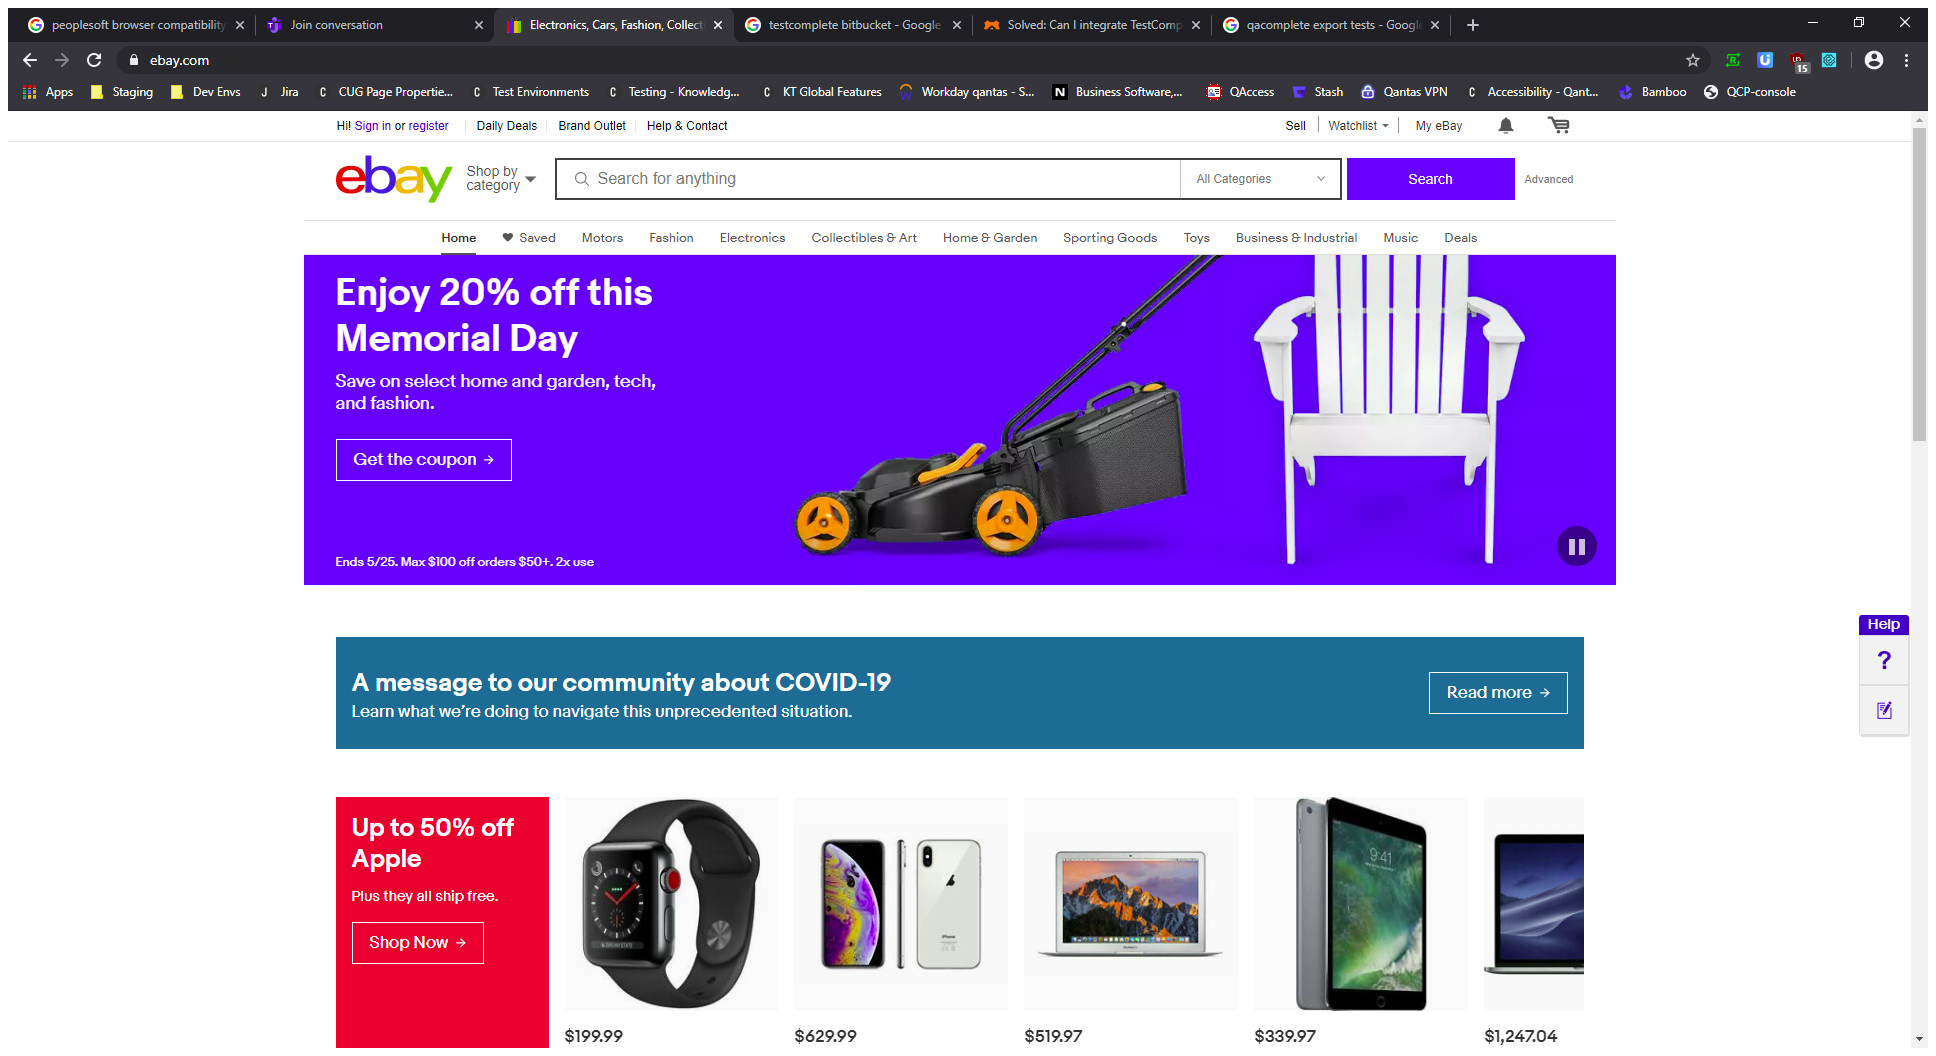 peoplesoft browser compatibility
Join conversation
Electronics, Cars, Fashion, Collecti
testcomplete bitbucket - Google
Solved: Can I integrate TestComp
qacomplete export tests - Google
ebay.com
15
Apps
Staging
Dev Envs
J Jira
C CUG Page Propertie...
C Test Environments
C Testing - Knowledg...
C KT Global Features
Workday qantas - S...
N Business Software,...
QAccess
Stash
Qantas VPN
C Accessibility - Qant...
Bamboo
QCP-console
Hi! Sign in or register
Daily Deals
Brand Outlet
Help & Contact
Sell
Watchlist
My eBay
ebay
Shop by
category
Search for anything
All Categories
Search
Advanced
Home
Saved
Motors
Fashion
Electronics
Collectibles & Art
Home & Garden
Sporting Goods
Toys
Business & Industrial
Music
Deals
Enjoy 20% off this
Memorial Day
Save on select home and garden, tech,
and fashion.
Get the coupon →
Ends 5/25. Max $100 off orders $50+. 2x use
Help
?
A message to our community about COVID-19
Learn what we're doing to navigate this unprecedented situation.
Read more →
Up to 50% off
Apple
Plus they all ship free.
Shop Now →
9:41
iPhone
$199.99
$629.99
$519.97
$339.97
$1,247.04